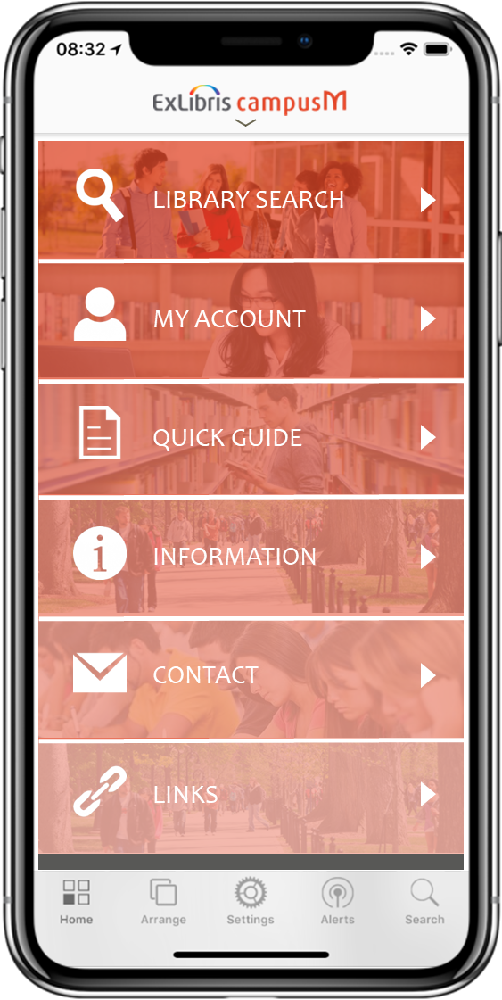 08:32
ExLibris campusM
LIBRARY SEARCH
MY ACCOUNT
QUICK GUIDE
INFORMATION
CONTACT
LINKS
Home Arrange Settings Alerts Search